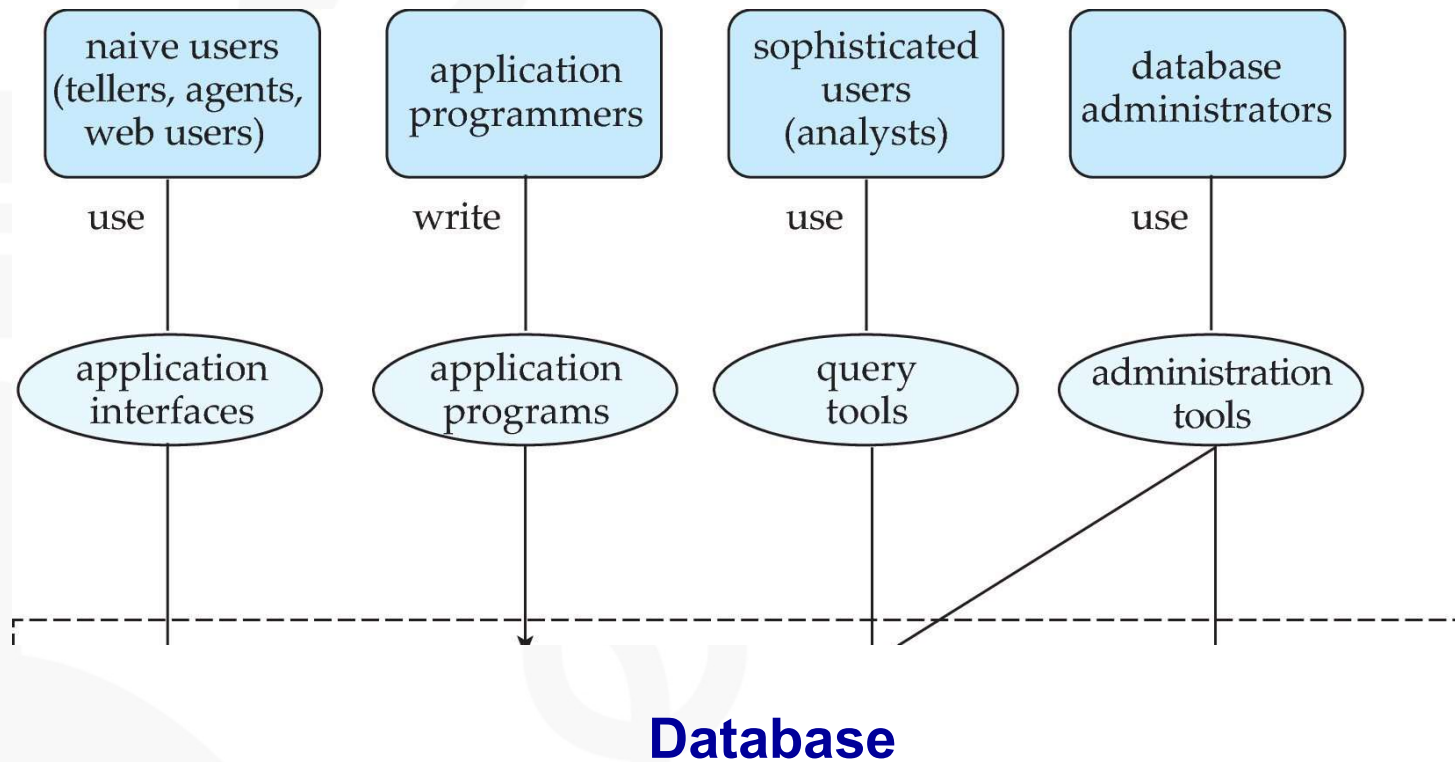 naive users
(tellers, agents,
web users)
application
programmers
sophisticated
users
(analysts)
database
administrators
use
write
use
use
application
interfaces
application
programs
query
tools
administration
tools
Database